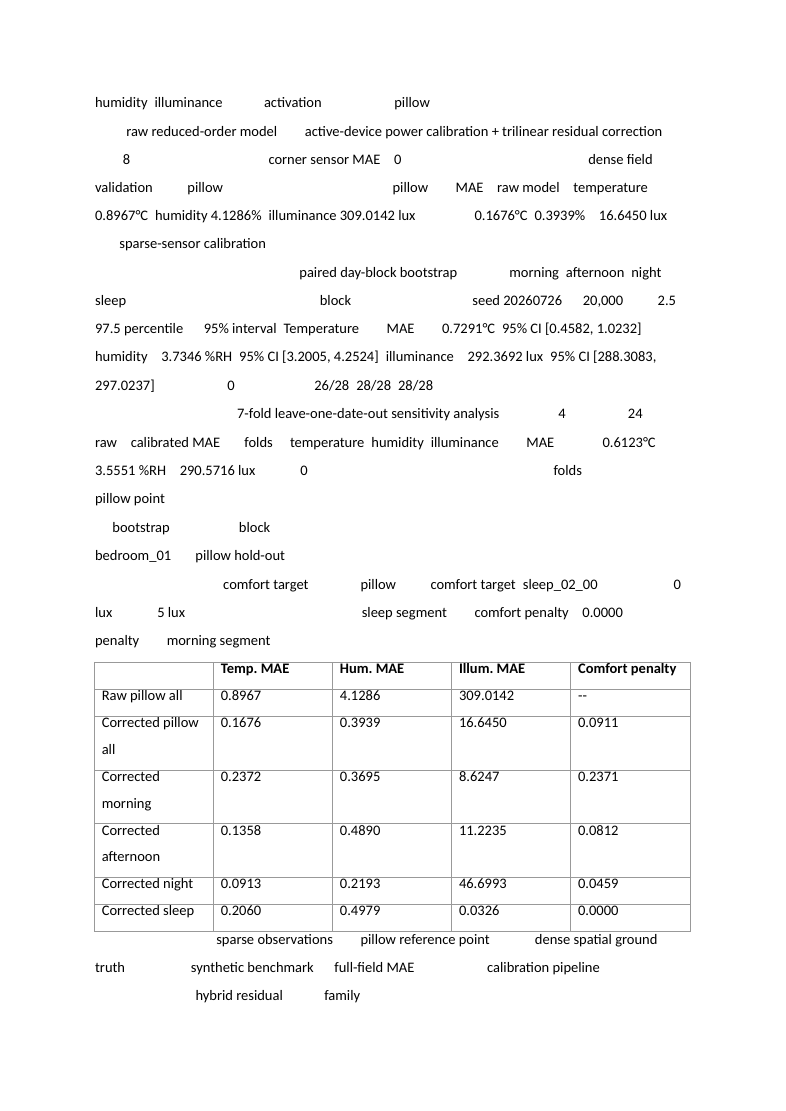 humidity illuminance activation pillow
raw reduced-order model active-device power calibration + trilinear residual correction
8 corner sensor MAE 0 dense field
validation pillow pillow MAE raw model temperature
0.8967°C humidity 4.1286% illuminance 309.0142 lux 0.1676°C 0.3939% 16.6450 lux
sparse-sensor calibration
paired day-block bootstrap morning afternoon night
sleep block seed 20260726 20,000 2.5
97.5 percentile 95% interval Temperature MAE 0.7291°C 95% CI [0.4582, 1.0232]
humidity 3.7346 %RH 95% CI [3.2005, 4.2524] illuminance 292.3692 lux 95% CI [288.3083,
297.0237] 0 26/28 28/28 28/28
7-fold leave-one-date-out sensitivity analysis 4 24
raw calibrated MAE folds temperature humidity illuminance MAE 0.6123°C
3.5551 %RH 290.5716 lux 0 folds
pillow point
bootstrap block
bedroom_01 pillow hold-out
comfort target pillow comfort target sleep_02_00 0
lux 5 lux sleep segment comfort penalty 0.0000
penalty morning segment
Temp. MAE Hum. MAE Illum. MAE Comfort penalty
Raw pillow all 0.8967 4.1286 309.0142 --
Corrected pillow all 0.1676 0.3939 16.6450 0.0911
Corrected morning 0.2372 0.3695 8.6247 0.2371
Corrected afternoon 0.1358 0.4890 11.2235 0.0812
Corrected night 0.0913 0.2193 46.6993 0.0459
Corrected sleep 0.2060 0.4979 0.0326 0.0000
sparse observations pillow reference point dense spatial ground
truth synthetic benchmark full-field MAE calibration pipeline
hybrid residual family